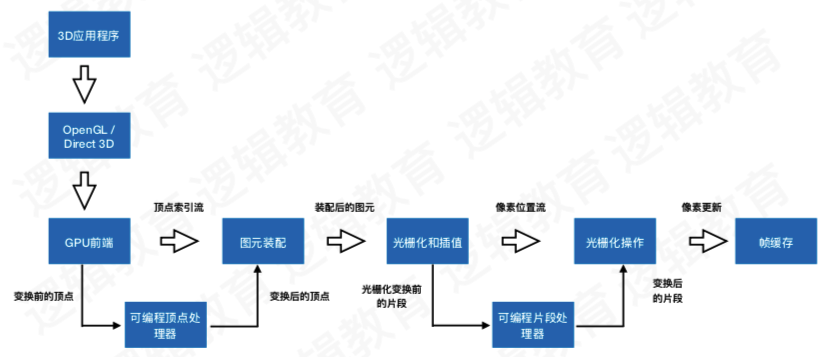 3D应用程序
OpenGL /
Direct 3D
顶点索引流
装配后的图元
像素位置流
像素更新
GPU前端
图元装配
光栅化和插值
光栅化操作
帧缓存
变换前的顶点
变换后的顶点
光栅化变换前
的片段
变换后
的片段
可编程顶点处
理器
可编程片段处
理器
逻辑教育
逻辑教育
逻辑教育
逻辑教育
逻辑教育
逻辑教育